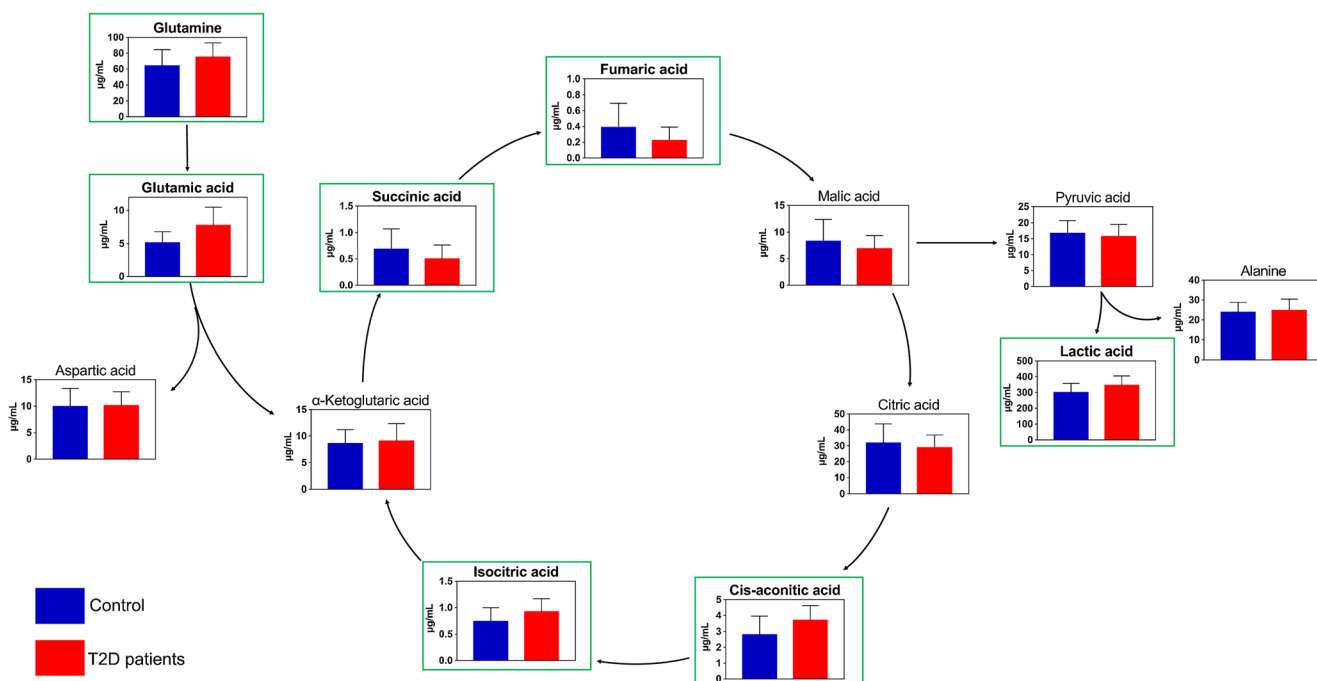 Glutamine
100
80
60
40
20
0
µg/mL
Fumaric acid
1.0
0.8
0.6
0.4
0.2
0.0
µg/mL
Glutamic acid
10
5
0
µg/mL
Succinic acid
1.5
1.0
0.5
0.0
µg/mL
Malic acid
15
10
5
0
µg/mL
Pyruvic acid
25
20
15
10
5
0
µg/mL
Alanine
40
30
20
10
0
µg/mL
Lactic acid
500
400
300
200
100
0
µg/mL
Aspartic acid
15
10
5
0
µg/mL
α-Ketoglutaric acid
15
10
5
0
µg/mL
Citric acid
50
40
30
20
10
0
µg/mL
Isocitric acid
1.5
1.0
0.5
0.0
µg/mL
Cis-aconitic acid
5
4
3
2
1
0
µg/mL
Control
T2D patients